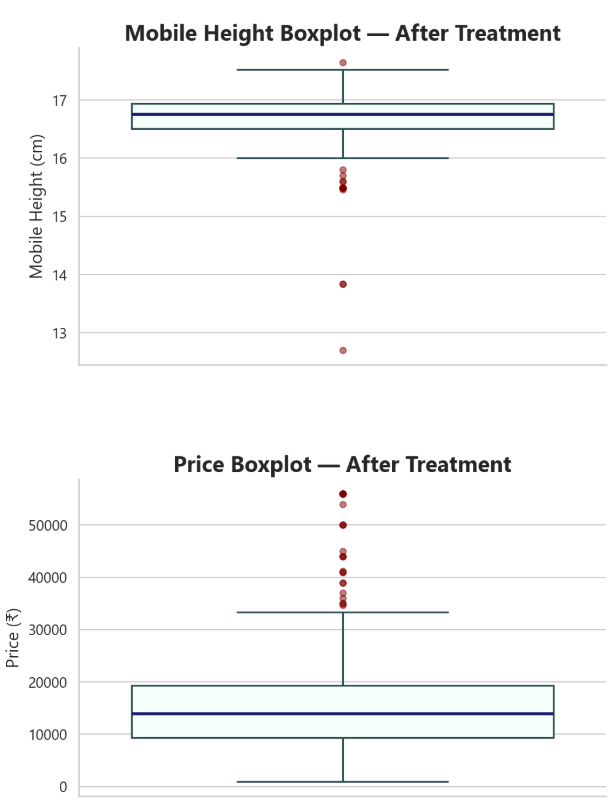 Mobile Height Boxplot — After Treatment
Mobile Height (cm)
17
16
15
14
13
Price Boxplot — After Treatment
Price (₹)
50000
40000
30000
20000
10000
0